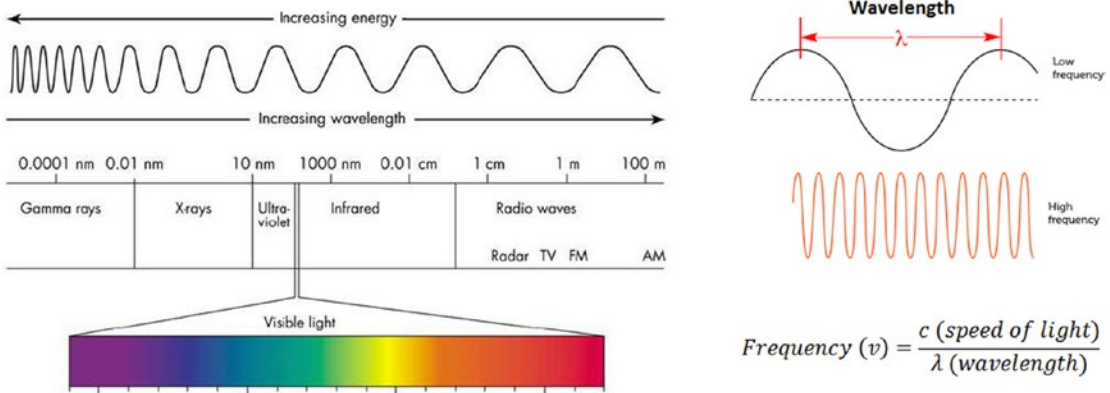 Increasing energy
Increasing wavelength
0.0001 nm 0.01 nm 10 nm 1000 nm 0.01 cm 1 cm 1 m 100 m
Gamma rays X-rays Ultra-
violet Infrared Radio waves
Radar TV FM AM
Visible light
Wavelength
λ
Low
frequency
High
frequency
Frequency (v) = c (speed of light)
λ (wavelength)